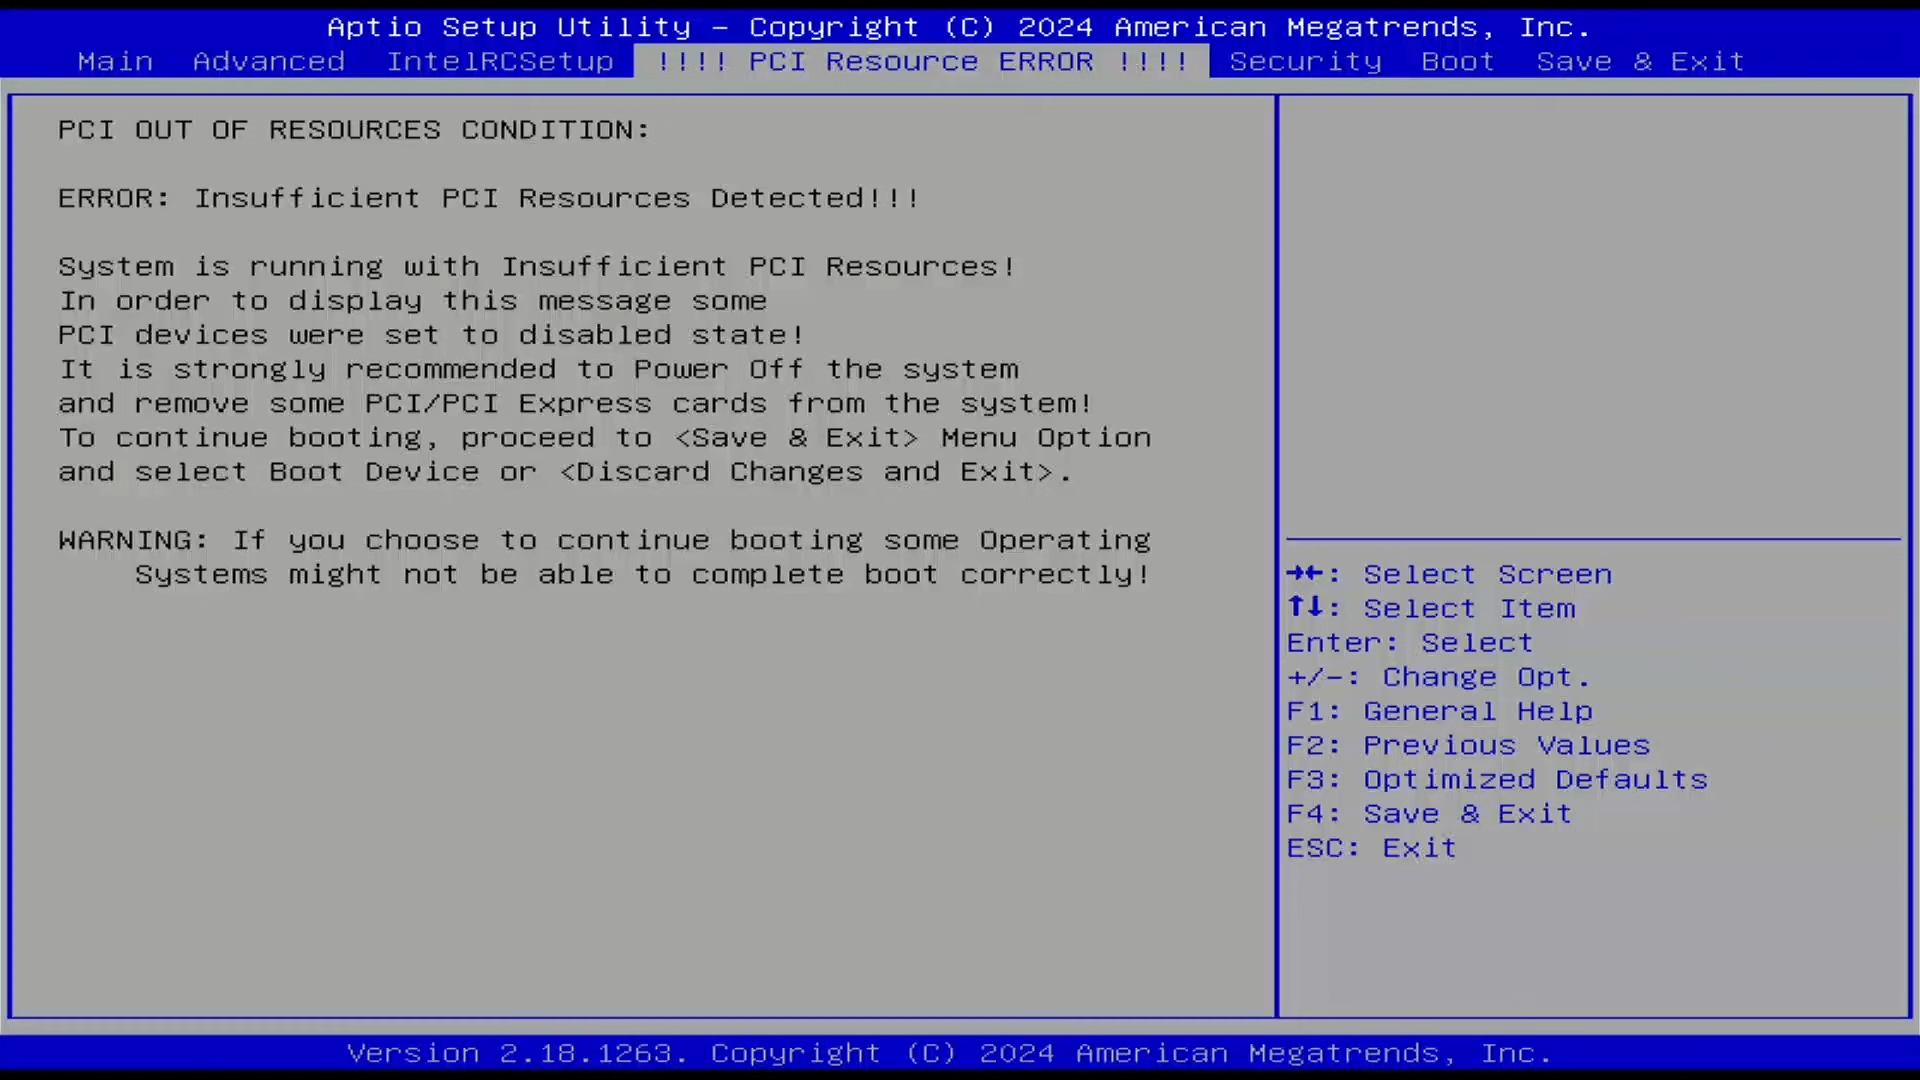 Aptio Setup Utility – Copyright (C) 2024 American Megatrends, Inc.
Main Advanced IntelRCSetup !!!! PCI Resource ERROR !!!! Security Boot Save & Exit
PCI OUT OF RESOURCES CONDITION:
ERROR: Insufficient PCI Resources Detected!!!
System is running with Insufficient PCI Resources!
In order to display this message some
PCI devices were set to disabled state!
It is strongly recommended to Power Off the system
and remove some PCI/PCI Express cards from the system!
To continue booting, proceed to <Save & Exit> Menu Option
and select Boot Device or <Discard Changes and Exit>.
WARNING: If you choose to continue booting some Operating
Systems might not be able to complete boot correctly!
→←: Select Screen
↑↓: Select Item
Enter: Select
+/-: Change Opt.
F1: General Help
F2: Previous Values
F3: Optimized Defaults
F4: Save & Exit
ESC: Exit
Version 2.18.1263. Copyright (C) 2024 American Megatrends, Inc.